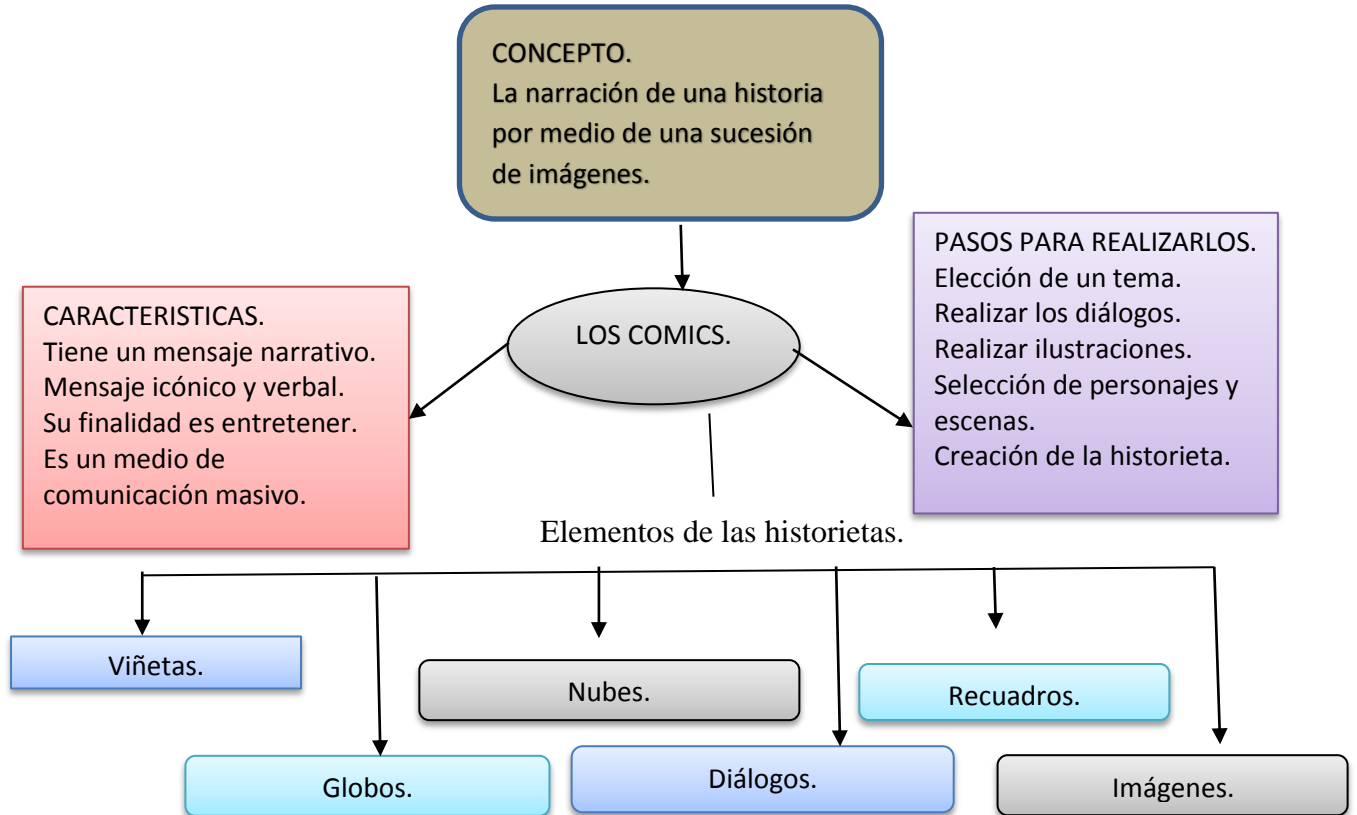 CONCEPTO.
La narración de una historia
por medio de una sucesión
de imágenes.
PASOS PARA REALIZARLOS.
Elección de un tema.
Realizar los diálogos.
Realizar ilustraciones.
Selección de personajes y
escenas.
Creación de la historieta.
CARACTERISTICAS.
Tiene un mensaje narrativo.
Mensaje icónico y verbal.
Su finalidad es entretener.
Es un medio de
comunicación masivo.
LOS COMICS.
Elementos de las historietas.
Viñetas.
Nubes.
Recuadros.
Globos.
Diálogos.
Imágenes.